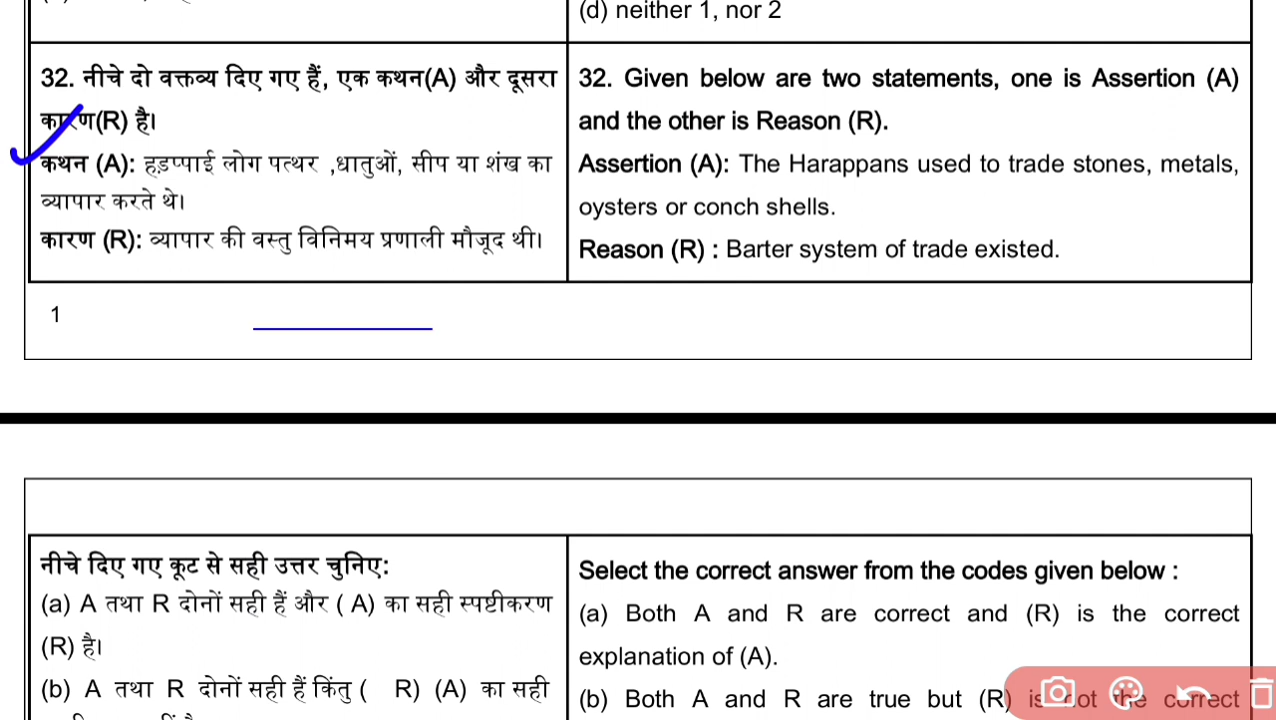 (d) neither 1, nor 2
32. नीचे दो वक्तव्य दिए गए हैं, एक कथन(A) और दूसरा
कारण(R) है।
कथन (A): हड़प्पाई लोग पत्थर ,धातुओं, सीप या शंख का
व्यापार करते थे।
कारण (R): व्यापार की वस्तु विनिमय प्रणाली मौजूद थी।
32. Given below are two statements, one is Assertion (A)
and the other is Reason (R).
Assertion (A): The Harappans used to trade stones, metals,
oysters or conch shells.
Reason (R) : Barter system of trade existed.
1
नीचे दिए गए कूट से सही उत्तर चुनिए:
(a) A तथा R दोनों सही हैं और ( A) का सही स्पष्टीकरण
(R) है।
(b) A तथा R दोनों सही हैं किंतु ( R) (A) का सही
Select the correct answer from the codes given below :
(a) Both A and R are correct and (R) is the correct
explanation of (A).
(b) Both A and R are true but (R) is not the correct